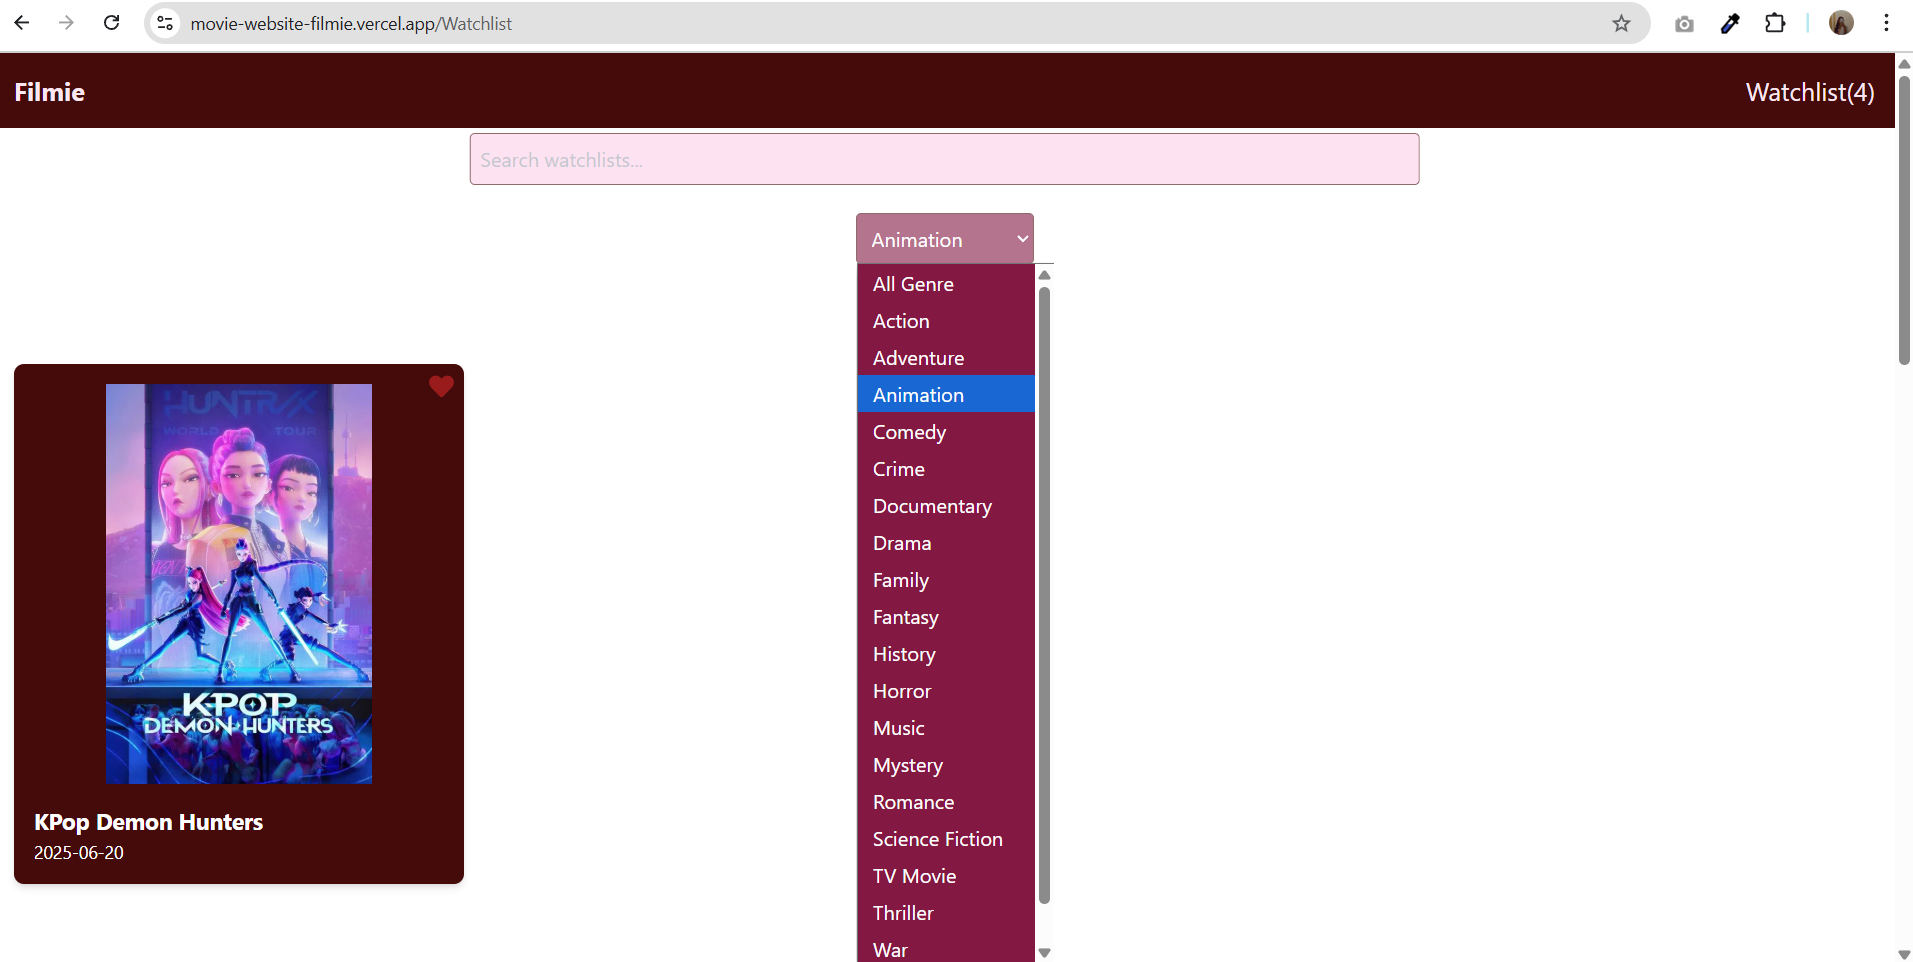 movie-website-filmie.vercel.app/Watchlist
Filmie
Watchlist(4)
Search watchlists...
Animation
All Genre
Action
Adventure
Animation
Comedy
Crime
Documentary
Drama
Family
Fantasy
History
Horror
Music
Mystery
Romance
Science Fiction
TV Movie
Thriller
War
HUNTR/X
WORLD TOUR
KPOP
DEMON HUNTERS
KPop Demon Hunters
2025-06-20